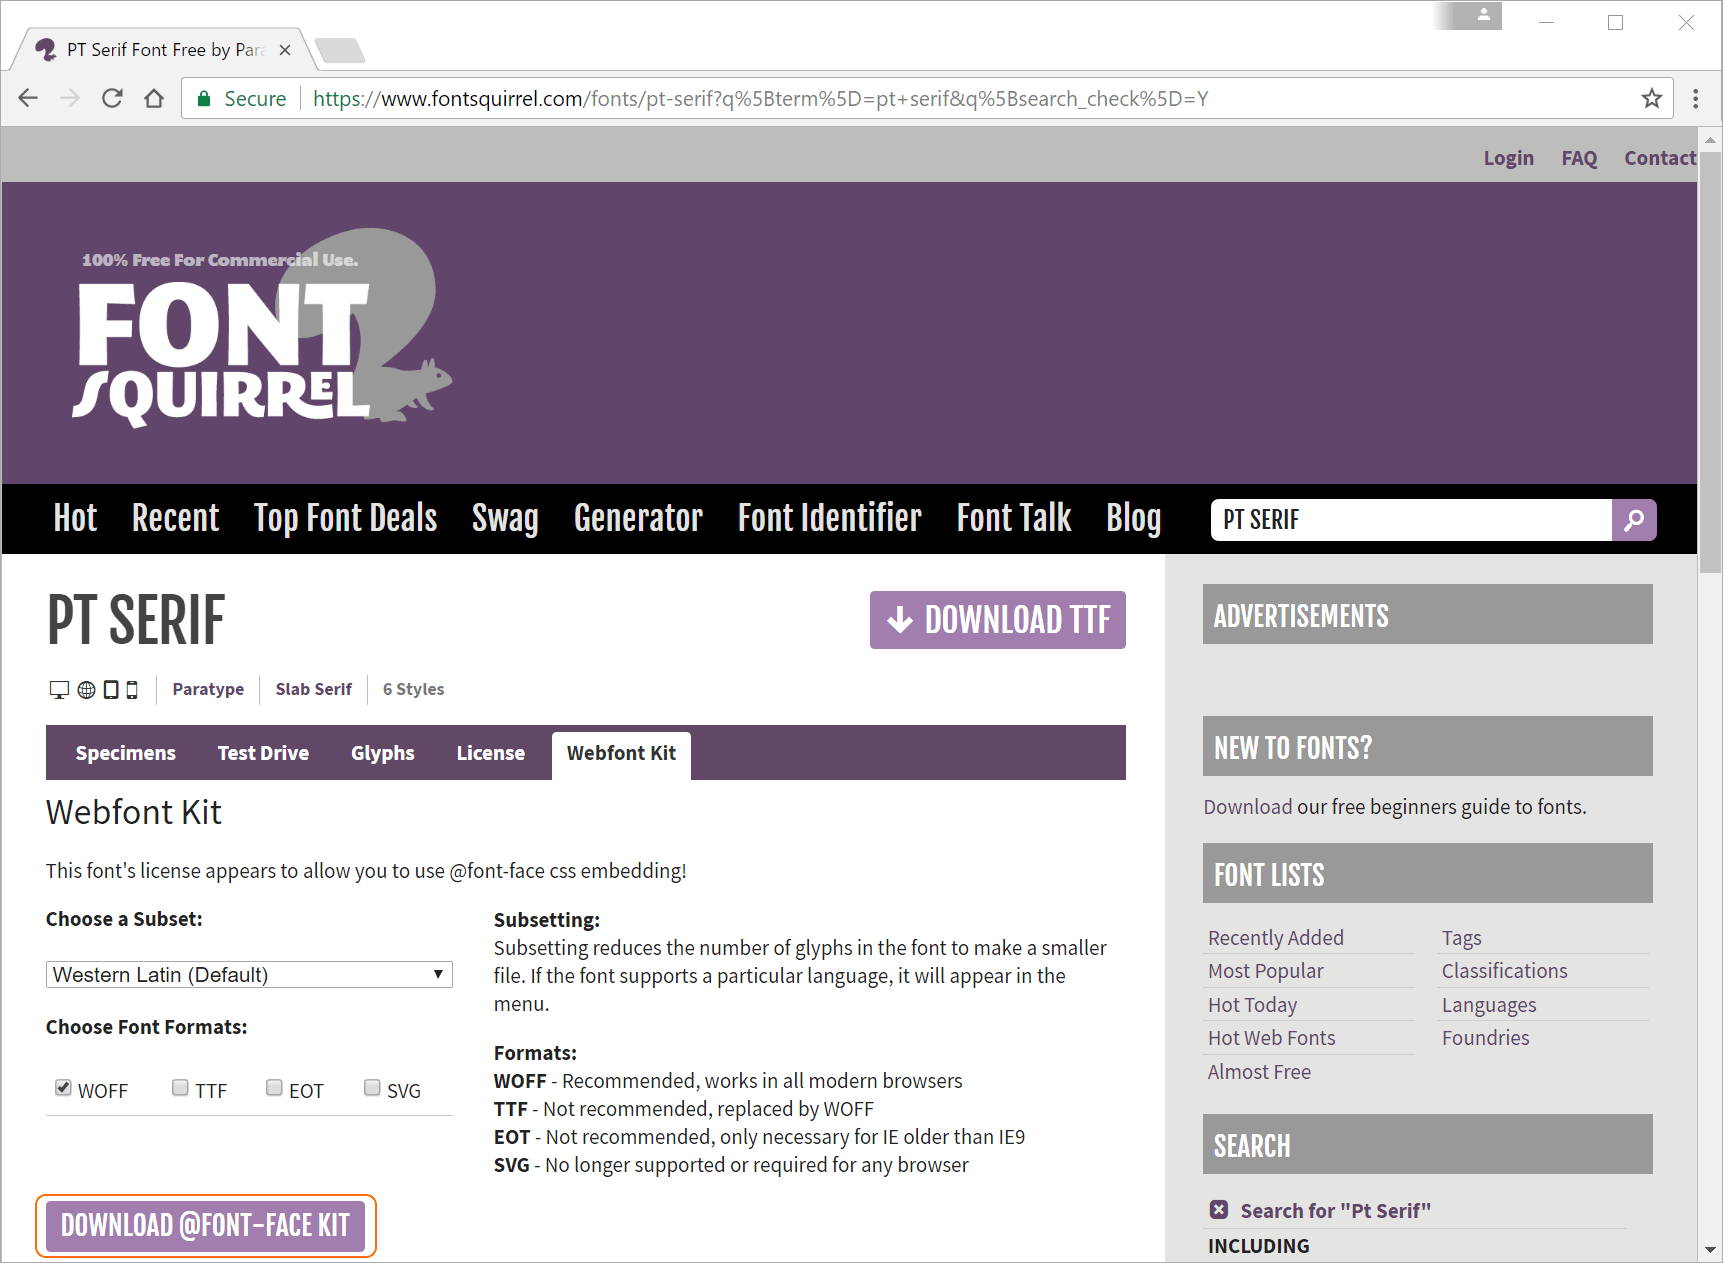 PT Serif Font Free by Para
Secure
https://www.fontsquirrel.com/fonts/pt-serif?q%5Bterm%5D=pt+serif&q%5Bsearch_check%5D=Y
Login FAQ Contact
100% Free For Commercial Use.
FONT
SQUIRREL
Hot Recent Top Font Deals Swag Generator Font Identifier Font Talk Blog PT SERIF
PT SERIF
DOWNLOAD TTF
Paratype Slab Serif 6 Styles
Specimens Test Drive Glyphs License Webfont Kit
Webfont Kit
This font's license appears to allow you to use @font-face css embedding!
Choose a Subset:
Western Latin (Default)
Choose Font Formats:
WOFF TTF EOT SVG
DOWNLOAD @FONT-FACE KIT
Subsetting:
Subsetting reduces the number of glyphs in the font to make a smaller
file. If the font supports a particular language, it will appear in the
menu.
Formats:
WOFF - Recommended, works in all modern browsers
TTF - Not recommended, replaced by WOFF
EOT - Not recommended, only necessary for IE older than IE9
SVG - No longer supported or required for any browser
ADVERTISEMENTS
NEW TO FONTS?
Download our free beginners guide to fonts.
FONT LISTS
Recently Added
Most Popular
Hot Today
Hot Web Fonts
Almost Free
Tags
Classifications
Languages
Foundries
SEARCH
Search for "Pt Serif"
INCLUDING